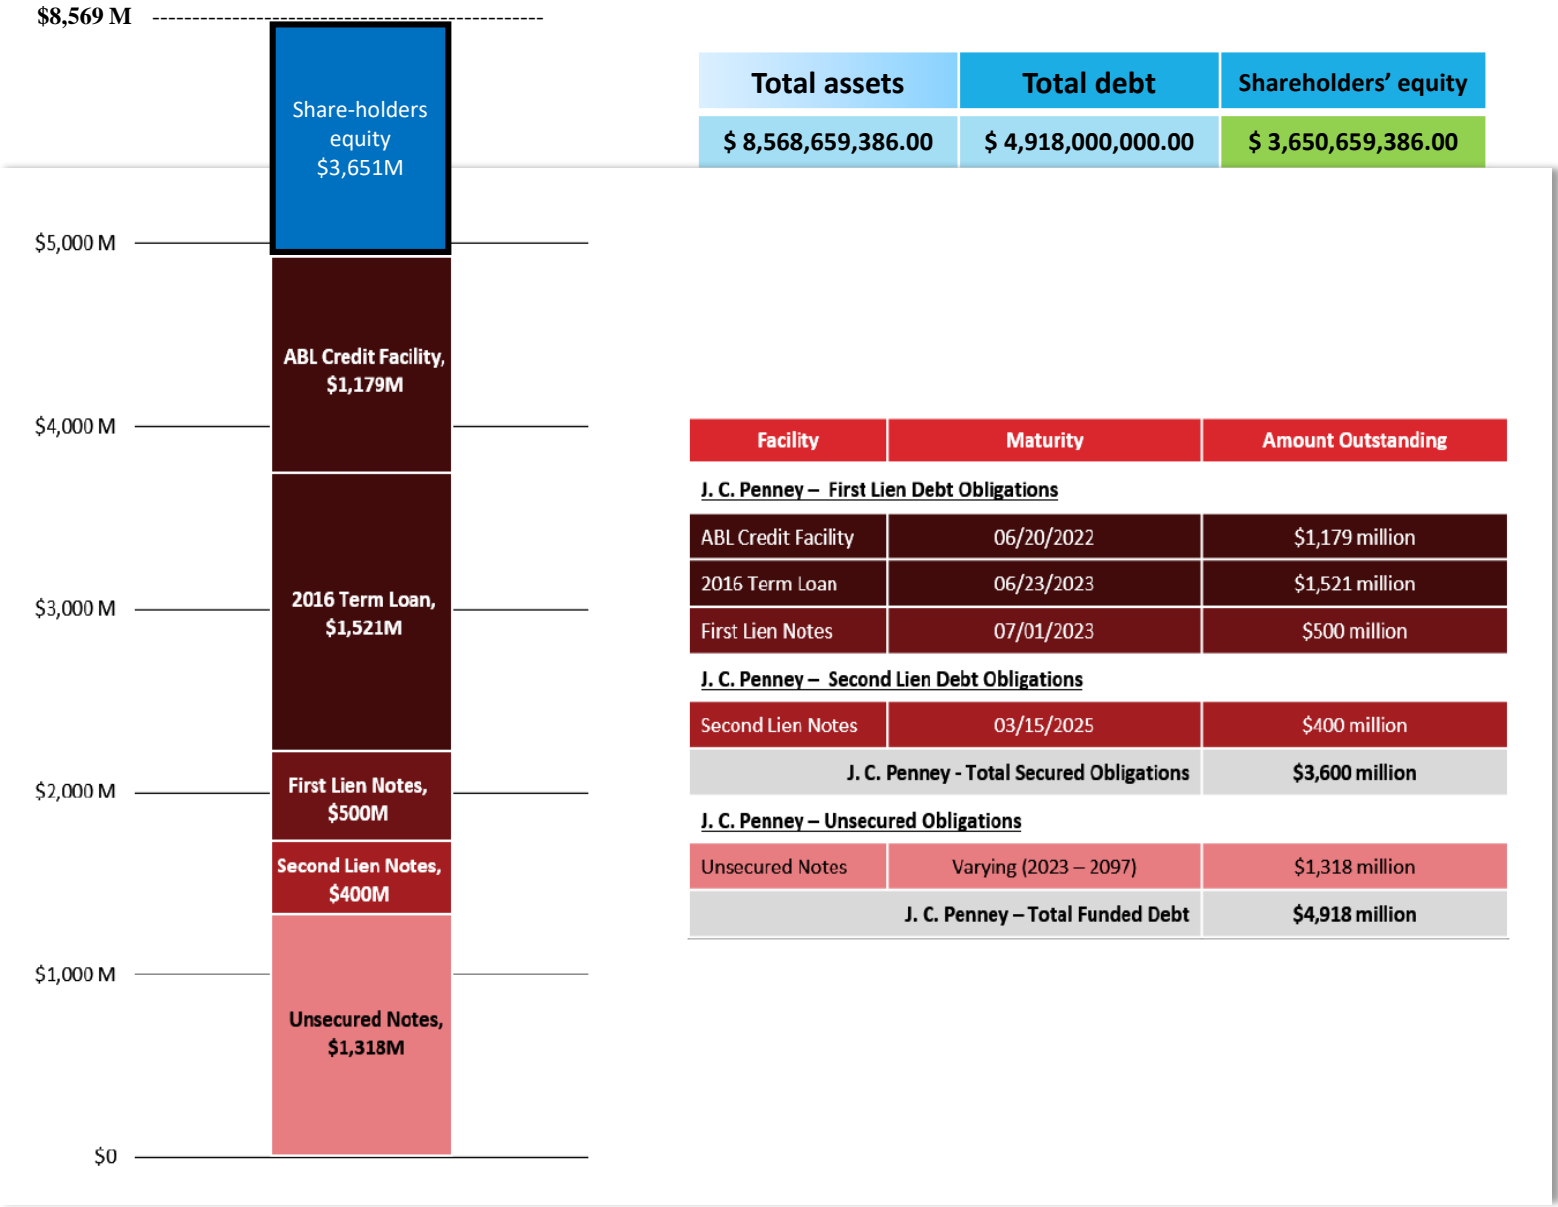 $8,569 M
Share-holders
equity
$3,651M
$5,000 M
ABL Credit Facility,
$1,179M
$4,000 M
2016 Term Loan,
$1,521M
$3,000 M
First Lien Notes,
$500M
$2,000 M
Second Lien Notes,
$400M
$1,000 M
Unsecured Notes,
$1,318M
$0
Total assets Total debt Shareholders’ equity
$ 8,568,659,386.00 $ 4,918,000,000.00 $ 3,650,659,386.00
Facility Maturity Amount Outstanding
J. C. Penney – First Lien Debt Obligations
ABL Credit Facility 06/20/2022 $1,179 million
2016 Term Loan 06/23/2023 $1,521 million
First Lien Notes 07/01/2023 $500 million
J. C. Penney – Second Lien Debt Obligations
Second Lien Notes 03/15/2025 $400 million
J. C. Penney - Total Secured Obligations $3,600 million
J. C. Penney – Unsecured Obligations
Unsecured Notes Varying (2023 – 2097) $1,318 million
J. C. Penney – Total Funded Debt $4,918 million